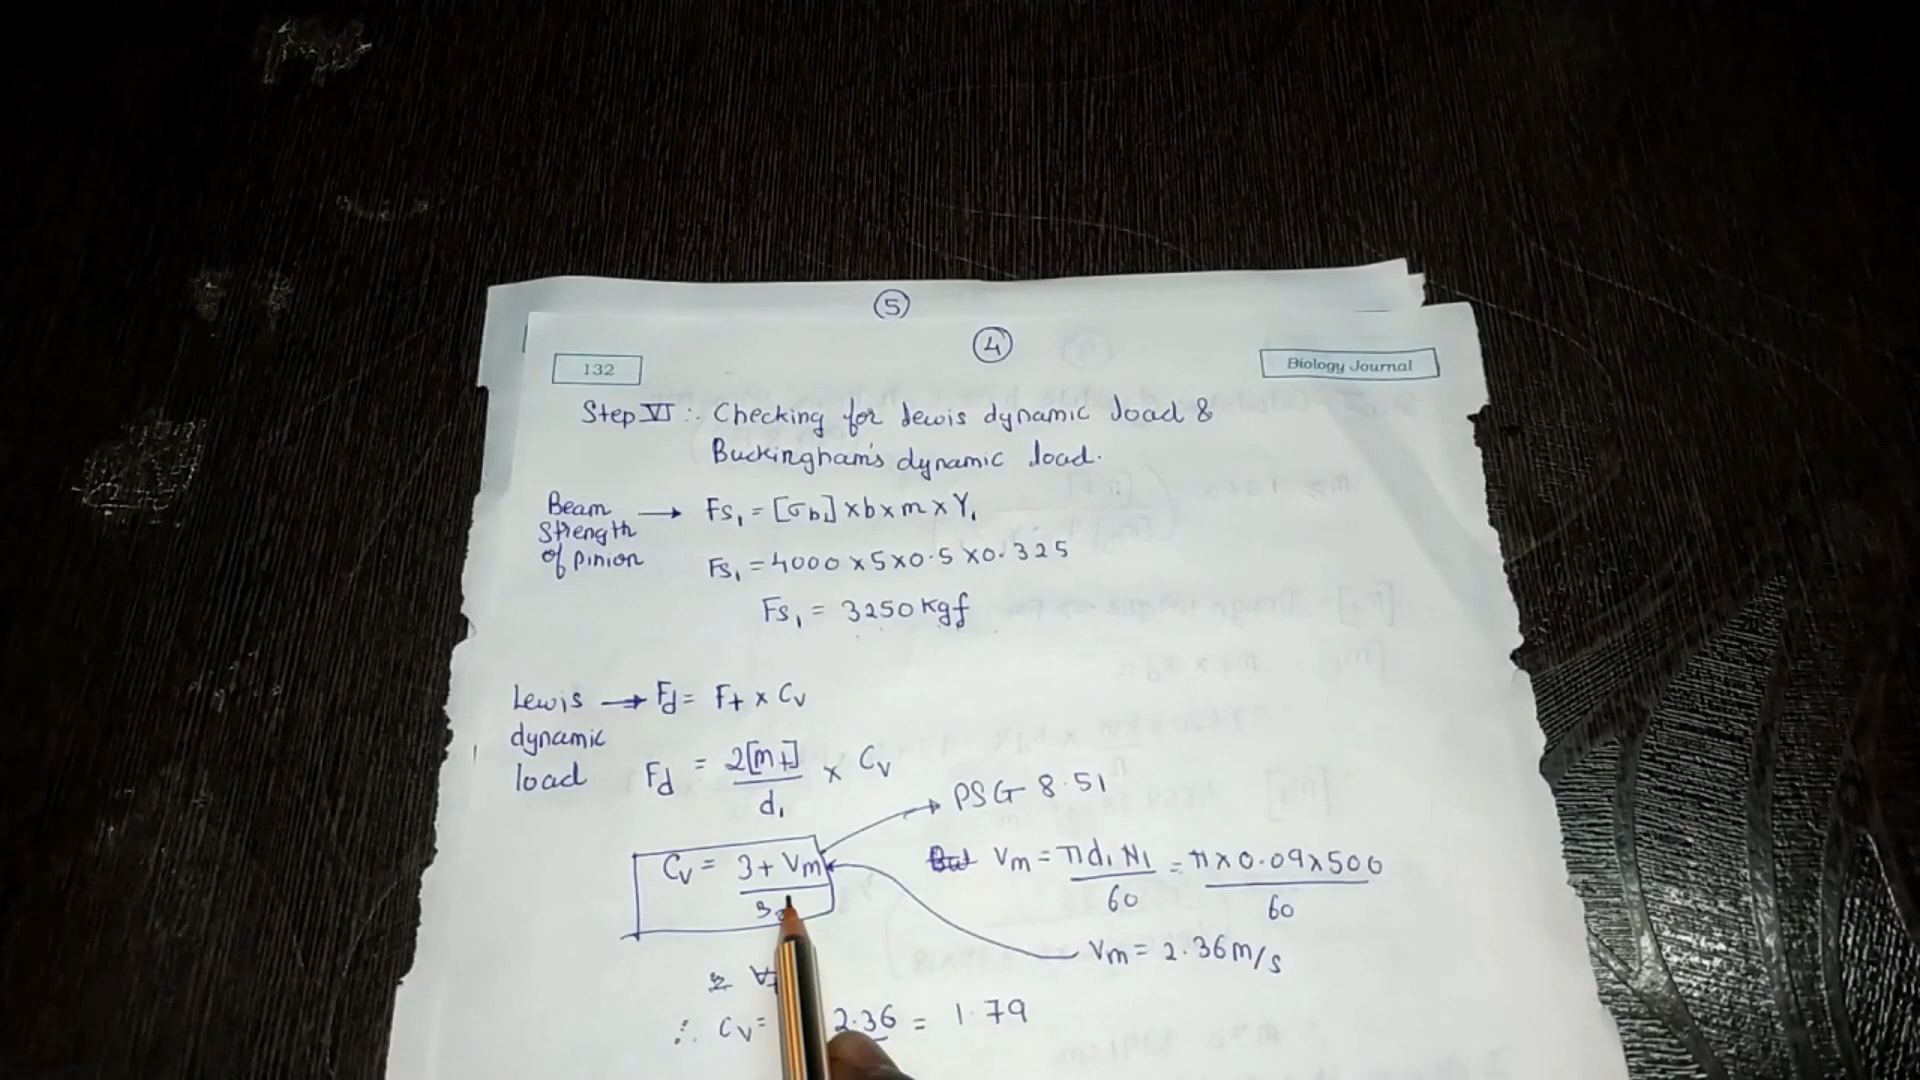 5
4
132
Biology Journal
Step VI :- Checking for Lewis dynamic load &
Buckingham's dynamic load.
Beam Strength of Pinion → Fs₁ = [σb₁] x b x m x Y₁
Fs₁ = 4000 x 5 x 0.5 x 0.325
Fs₁ = 3250 kgf
Lewis dynamic load → Fd = Ft x Cv
Fd = 2[mt] / d₁ x Cv
→ PSG 8.51
Cv = 3 + Vm / 3
Vm = πd₁N₁ / 60 = π x 0.09 x 500 / 60
Vm = 2.36 m/s
∴ Cv = 2.36 = 1.79